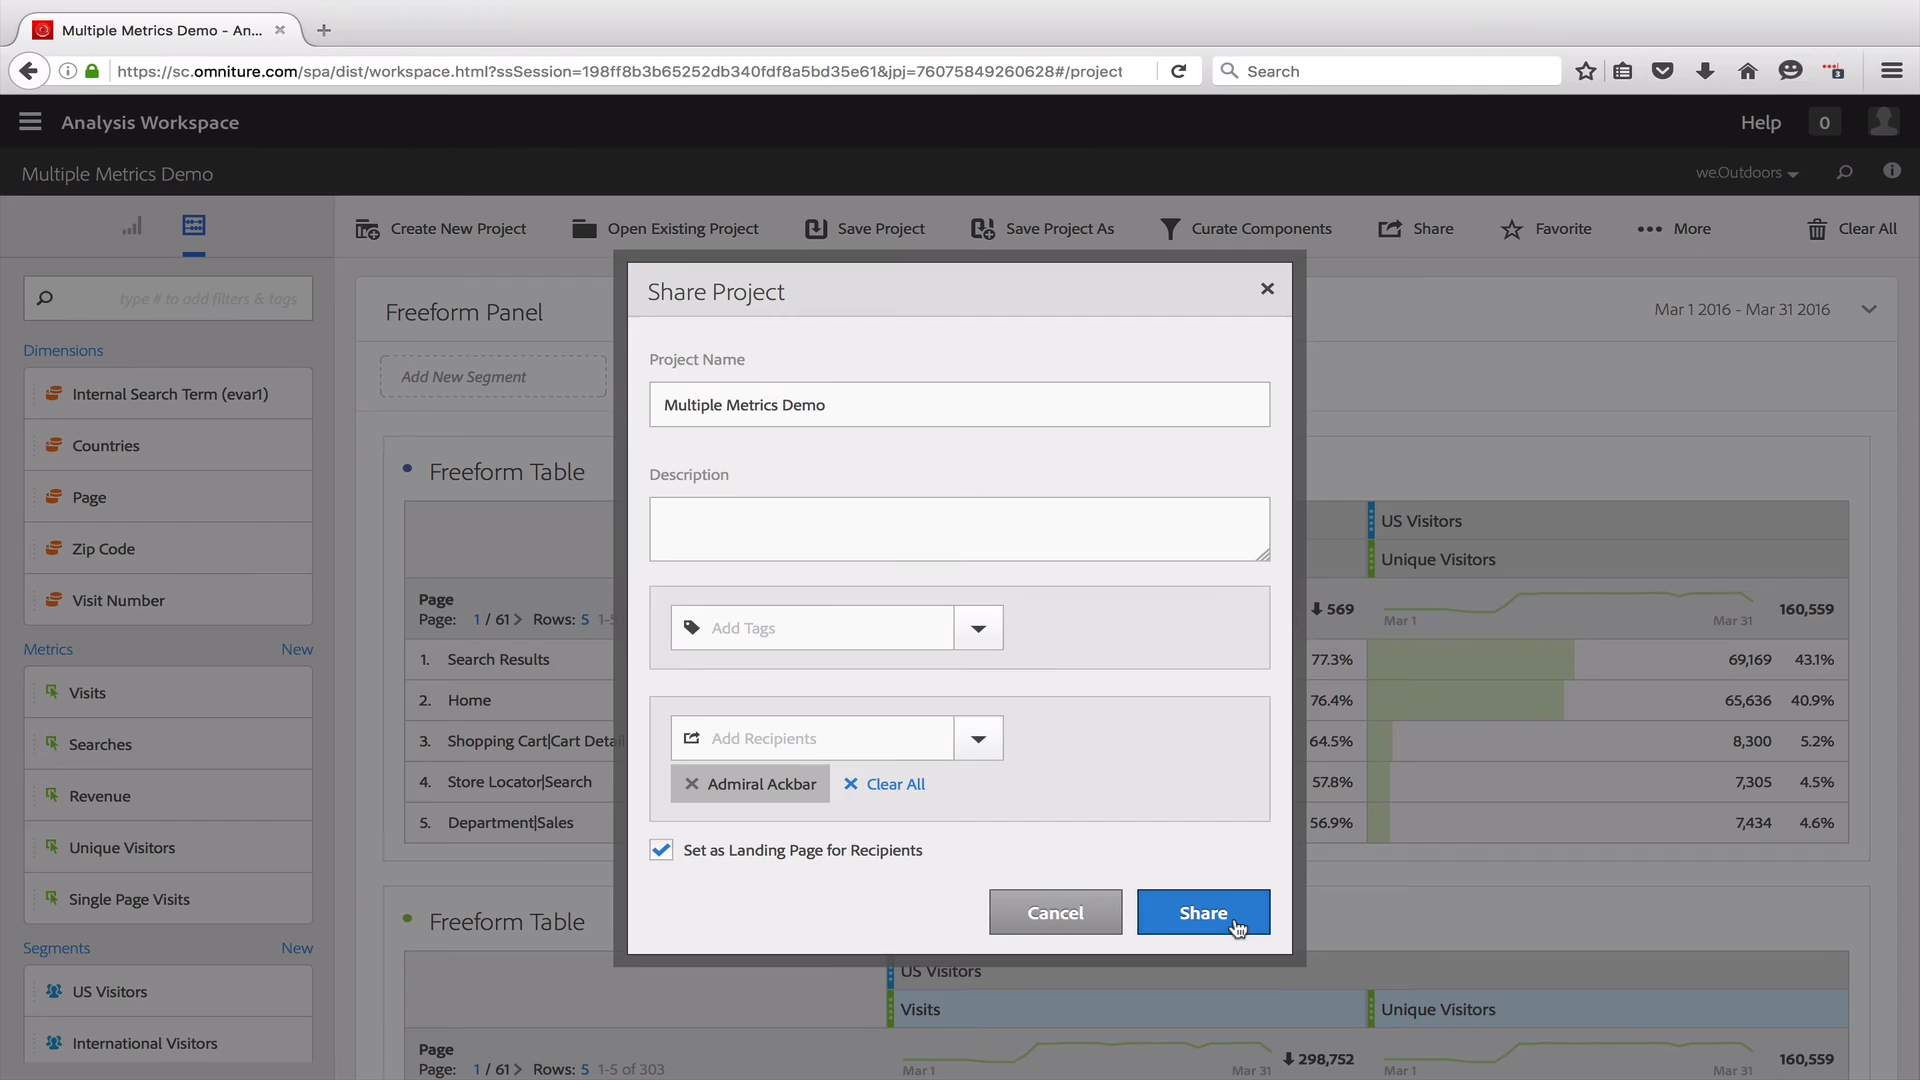 Multiple Metrics Demo - An...
https://sc.omniture.com/spa/dist/workspace.html?ssSession=198ff8b3b65252db340fdf8a5bd35e61&jpj=76075849260628#/project
Search
Analysis Workspace
Help
0
Multiple Metrics Demo
we.Outdoors
Create New Project
Open Existing Project
Save Project
Save Project As
Curate Components
Share
Favorite
More
Clear All
type # to add filters & tags
Dimensions
Internal Search Term (evar1)
Countries
Page
Zip Code
Visit Number
Metrics
New
Visits
Searches
Revenue
Unique Visitors
Single Page Visits
Segments
New
US Visitors
International Visitors
Freeform Panel
Mar 1 2016 - Mar 31 2016
Add New Segment
Freeform Table
US Visitors
Unique Visitors
Page
Page: 1 / 61 > Rows: 5 1-5
569
Mar 1
Mar 31
160,559
1. Search Results
77.3%
69,169 43.1%
2. Home
76.4%
65,636 40.9%
3. Shopping Cart|Cart Detai
64.5%
8,300 5.2%
4. Store Locator|Search
57.8%
7,305 4.5%
5. Department|Sales
56.9%
7,434 4.6%
Share Project
Project Name
Multiple Metrics Demo
Description
Add Tags
Add Recipients
Admiral Ackbar
Clear All
Set as Landing Page for Recipients
Cancel
Share
Freeform Table
US Visitors
Visits
Unique Visitors
Page
Page: 1 / 61 > Rows: 5 1-5 of 303
Mar 1
Mar 31
298,752
Mar 1
Mar 31
160,559